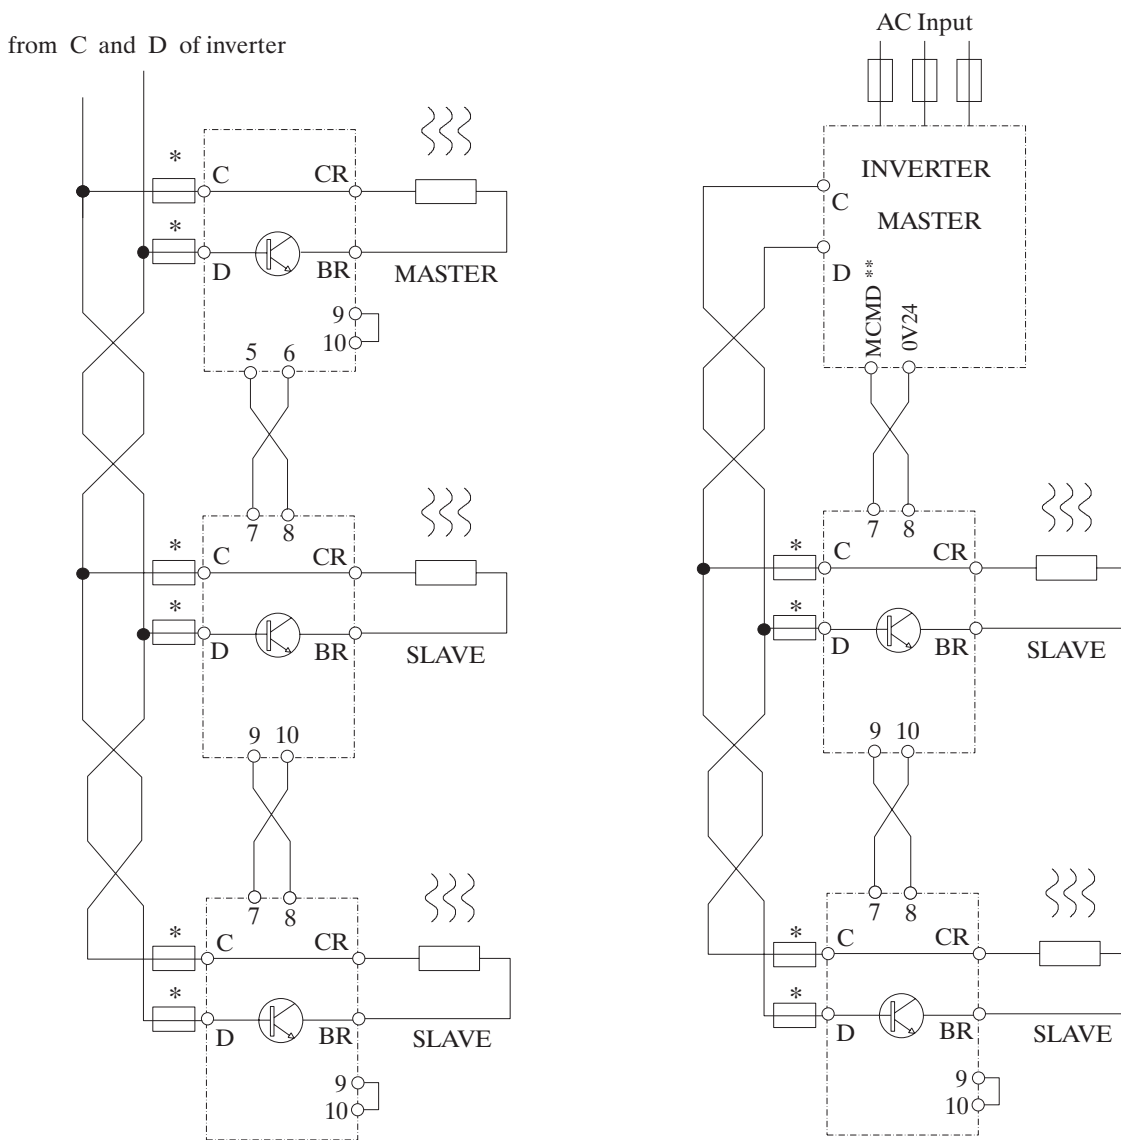 from C and D of inverter
*
C
CR
*
D
BR
MASTER
9
10
5
6
7
8
*
C
CR
*
D
BR
SLAVE
9
10
7
8
*
C
CR
*
D
BR
SLAVE
9
10
AC Input
INVERTER
MASTER
C
D
MCMD **
0V24
7
8
*
C
CR
*
D
BR
SLAVE
9
10
7
8
*
C
CR
*
D
BR
SLAVE
9
10